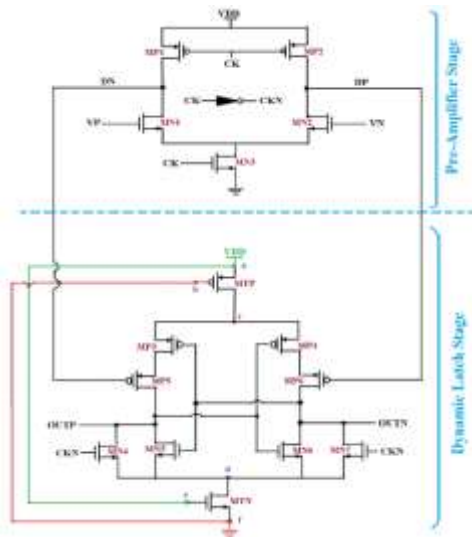 VDD
MP1
MP2
CK
DN
DP
CK
CKN
VP
MN1
MN2
VN
CK
MN3
Pre-Amplifier Stage
VDD
MTP
MP3
MP4
MP5
MP6
OUTP
OUTN
CKN
MN4
MN5
MN6
MN7
CKN
MTN
Dynamic Latch Stage